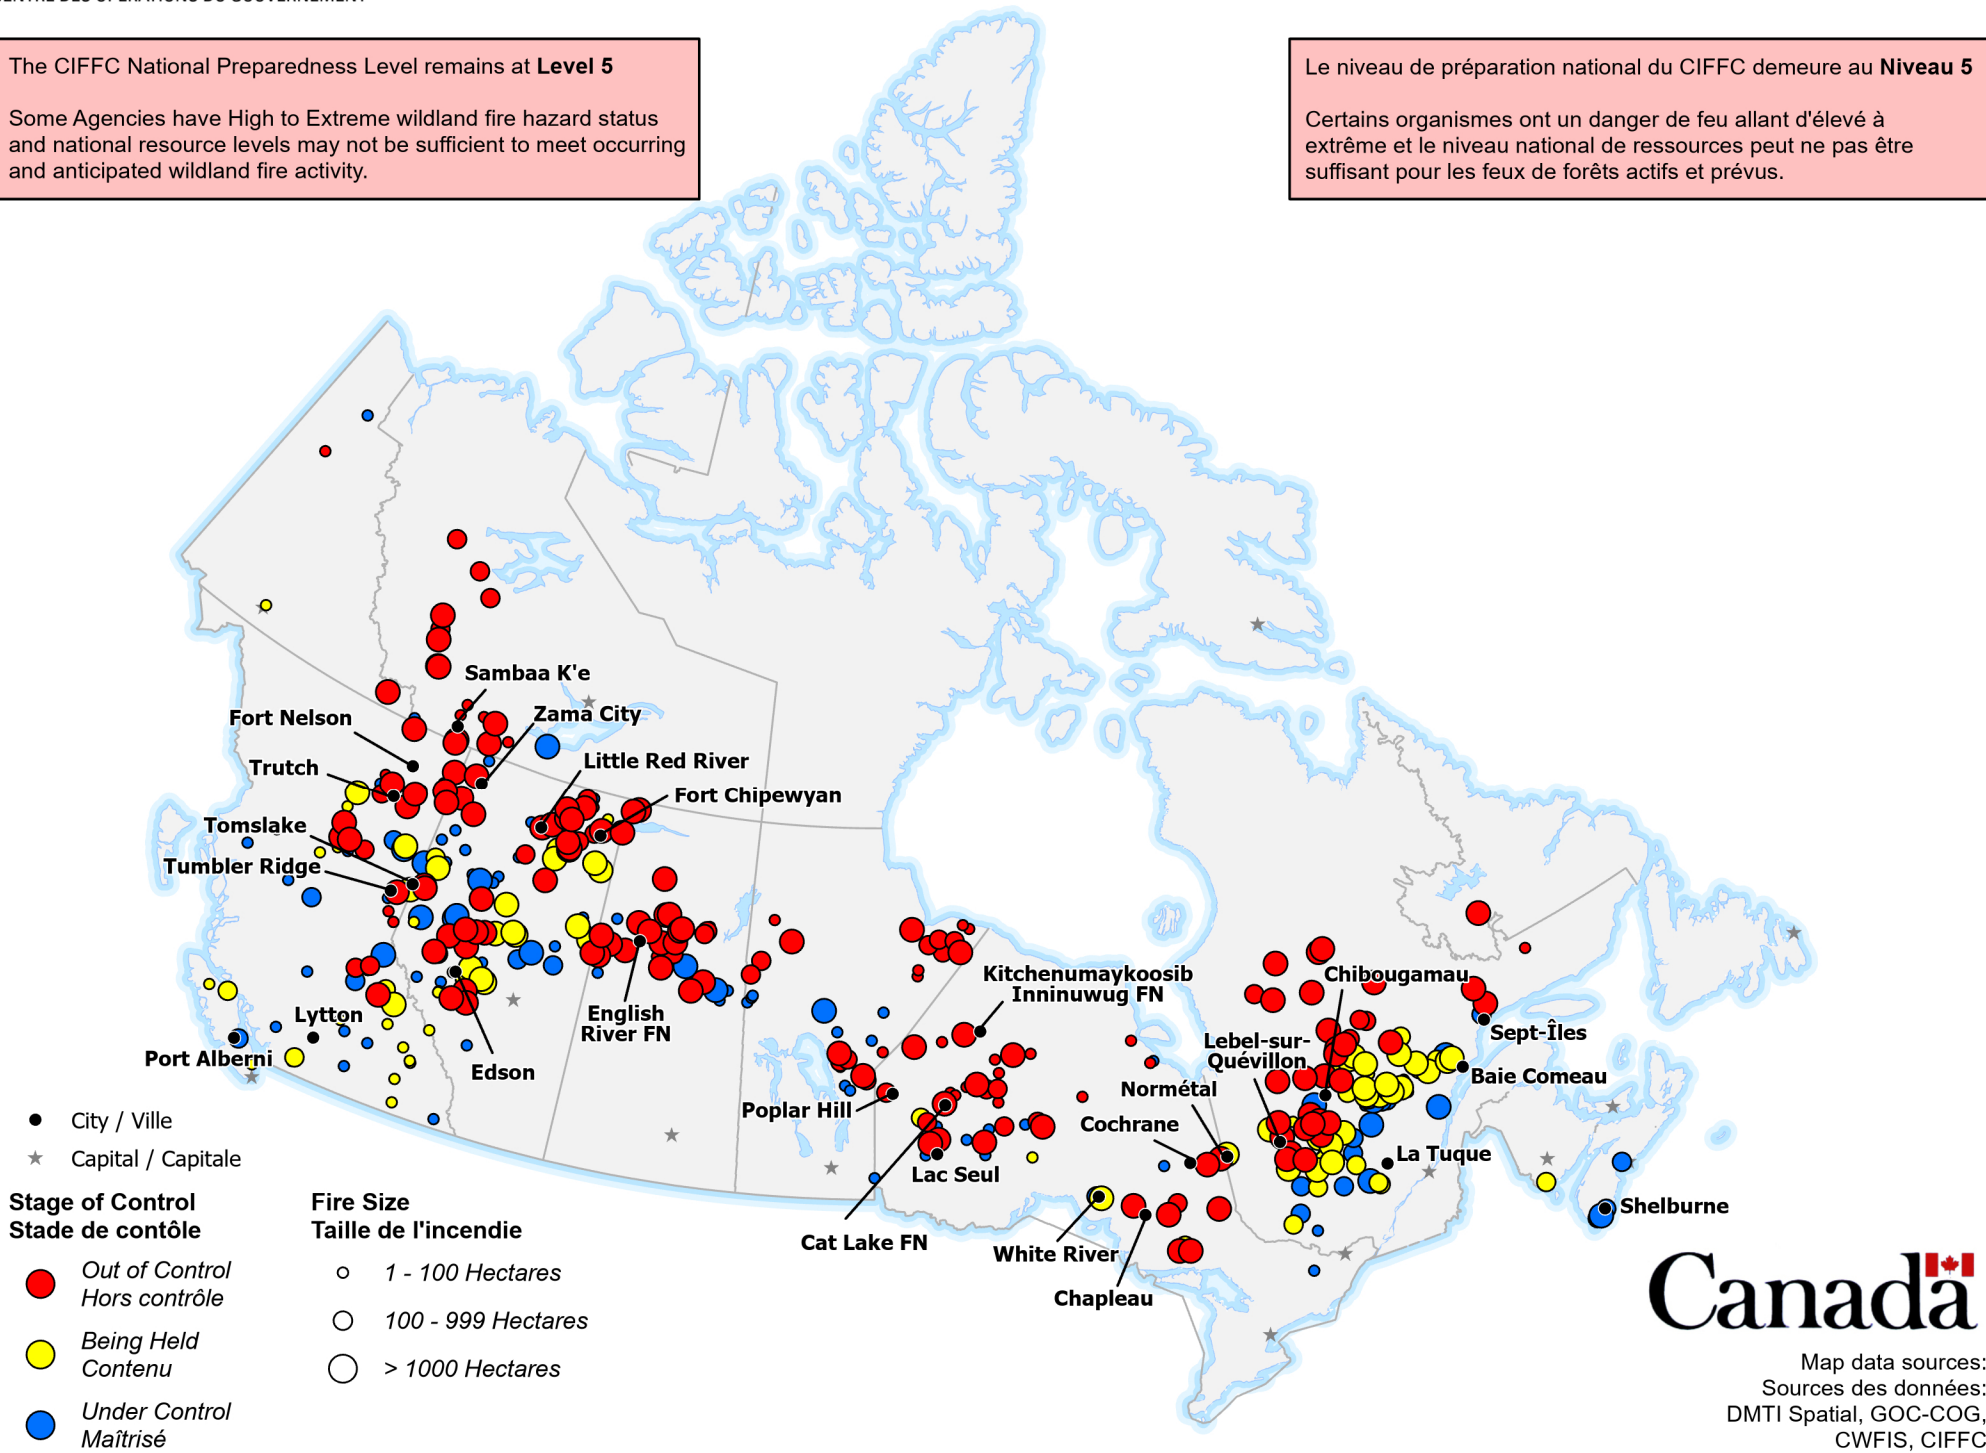 CENTRE DES OPÉRATIONS DU GOUVERNEMENT
The CIFFC National Preparedness Level remains at Level 5
Some Agencies have High to Extreme wildland fire hazard status
and national resource levels may not be sufficient to meet occurring
and anticipated wildland fire activity.
Le niveau de préparation national du CIFFC demeure au Niveau 5
Certains organismes ont un danger de feu allant d'élevé à
extrême et le niveau national de ressources peut ne pas être
suffisant pour les feux de forêts actifs et prévus.
Sambaa K'e
Fort Nelson
Zama City
Trutch
Little Red River
Fort Chipewyan
Tomslake
Tumbler Ridge
Kitchenumaykoosib
Inninuwug FN
Chibougamau
English
River FN
Lytton
Port Alberni
Edson
Sept-Îles
Lebel-sur-
Quévillon
Baie Comeau
Normétal
Poplar Hill
Cochrane
La Tuque
Lac Seul
Shelburne
Cat Lake FN
White River
Chapleau
City / Ville
Capital / Capitale
Stage of Control
Stade de contôle
Out of Control
Hors contrôle
Being Held
Contenu
Under Control
Maîtrisé
Fire Size
Taille de l'incendie
1 - 100 Hectares
100 - 999 Hectares
> 1000 Hectares
Canada
Map data sources:
Sources des données:
DMTI Spatial, GOC-COG,
CWFIS, CIFFC